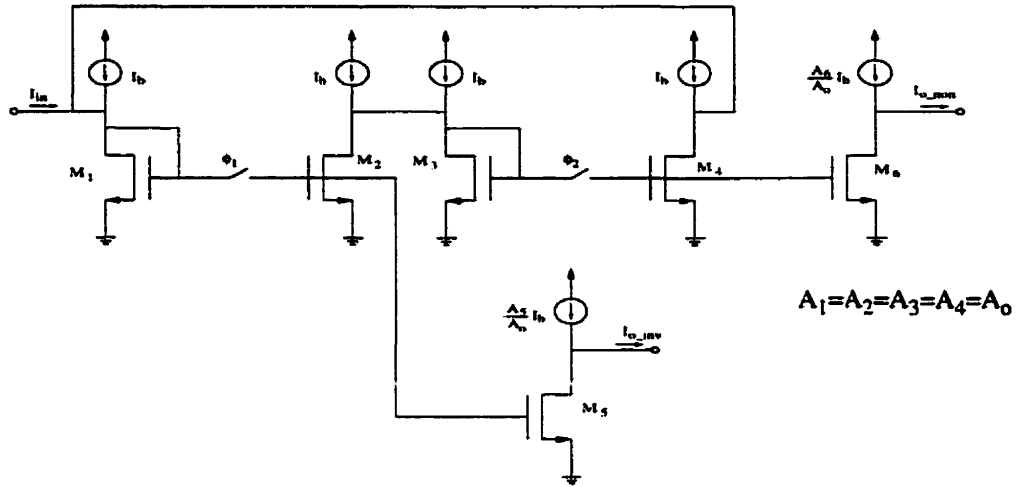 I_in
I_b
I_b
I_b
I_b
A_6/A_o I_b
I_o_non
M_1
Φ_1
M_2
M_3
Φ_2
M_4
M_6
A_1=A_2=A_3=A_4=A_o
A_5/A_o I_b
I_o_inv
M_5